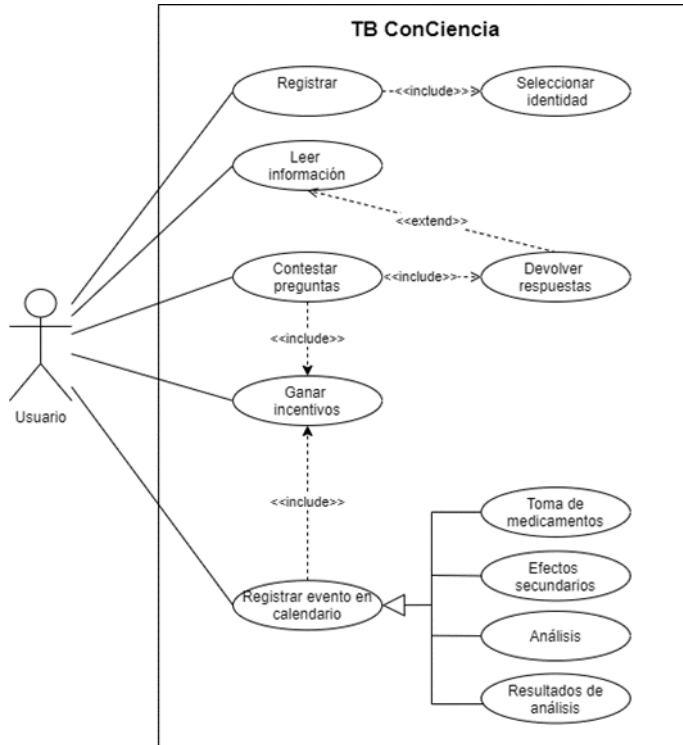 TB ConCiencia
Registrar
<<include>>
Seleccionar
identidad
Leer
información
<<extend>>
Contestar
preguntas
<<include>>
Devolver
respuestas
<<include>>
Ganar
incentivos
Usuario
<<include>>
Toma de
medicamentos
Efectos
secundarios
Registrar evento en
calendario
Análisis
Resultados de
análisis